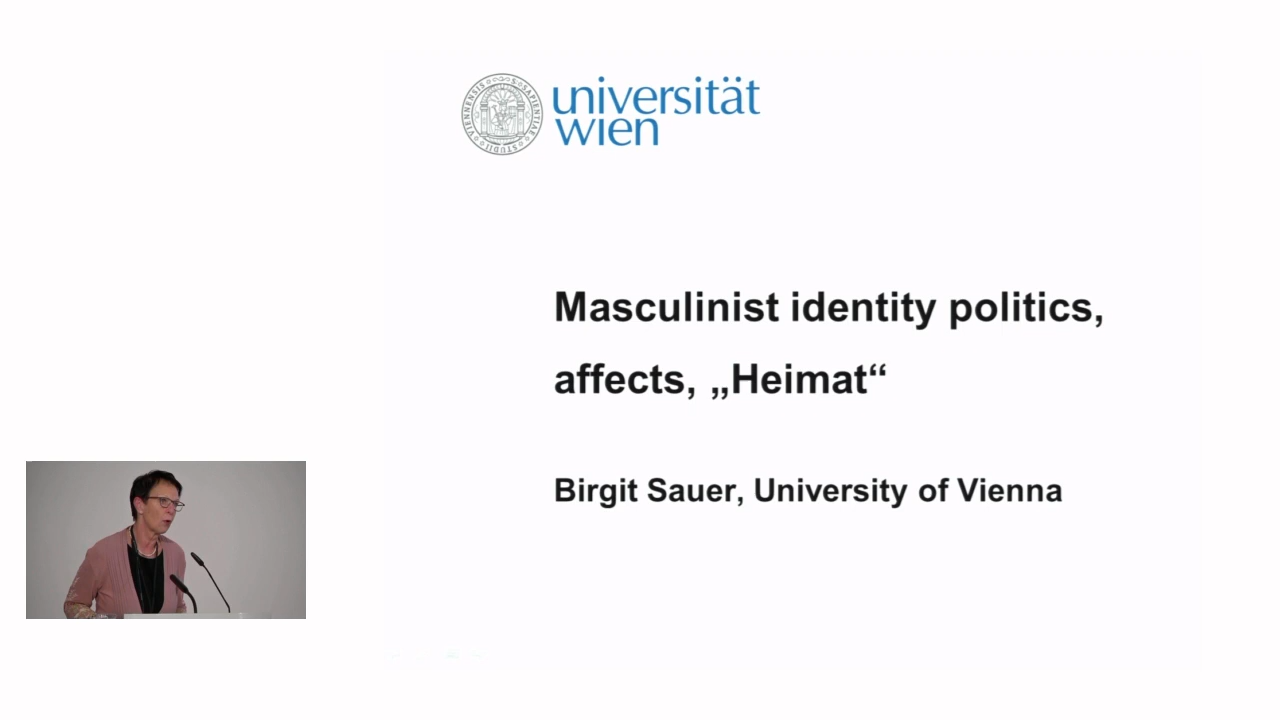 universität
wien
Masculinist identity politics,
affects, „Heimat“
Birgit Sauer, University of Vienna